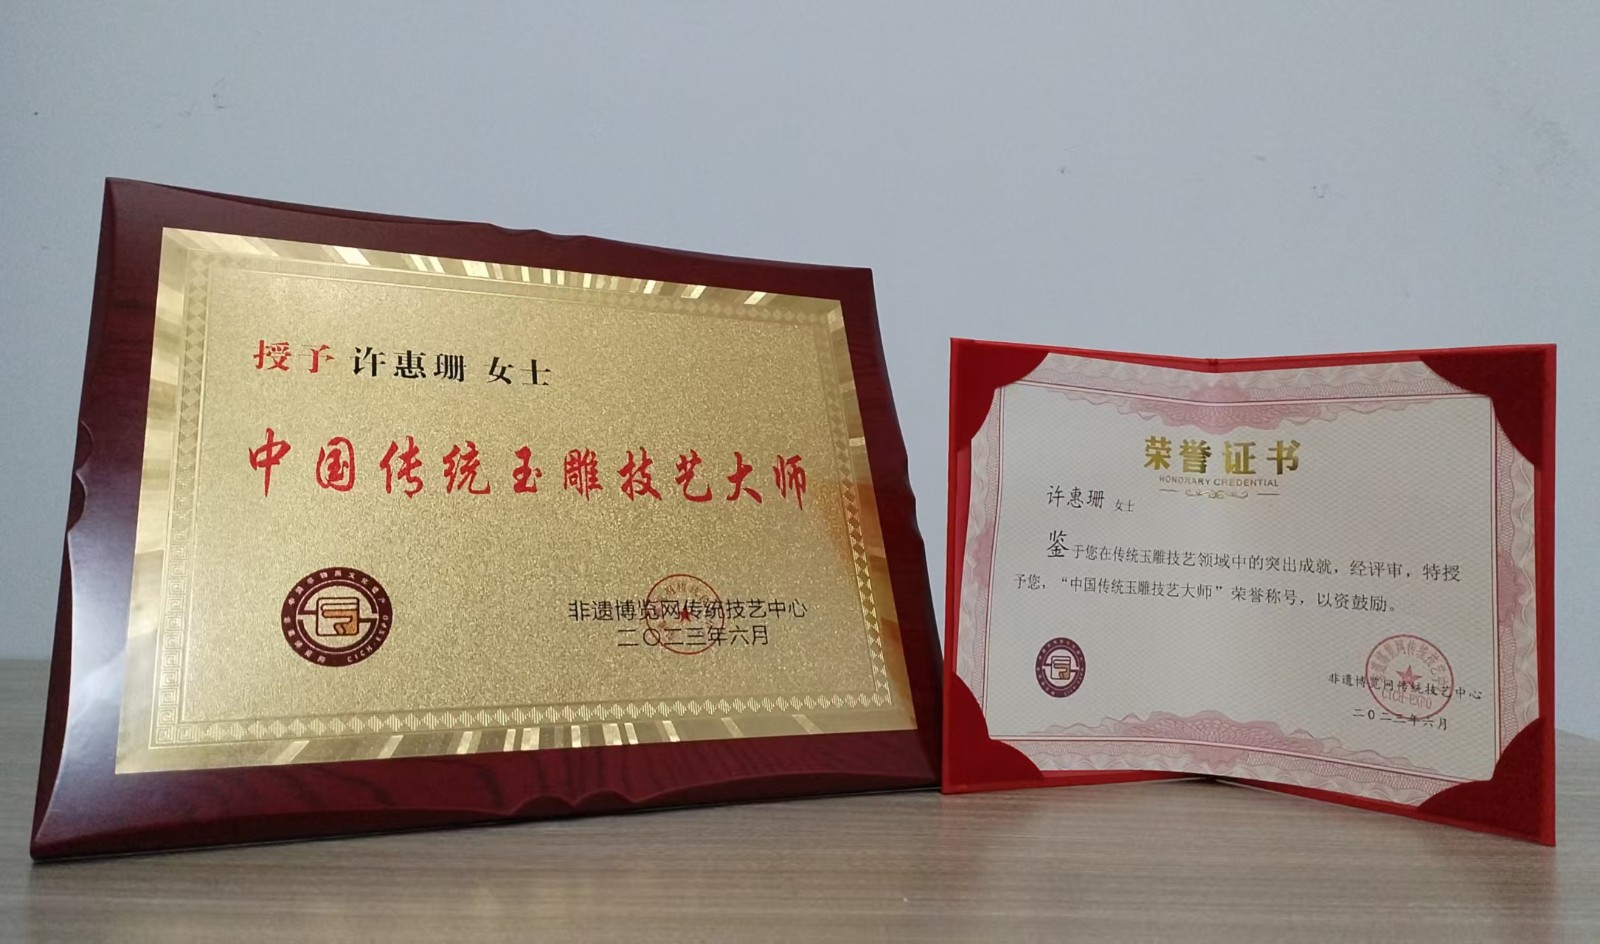 授予 许惠珊 女士
中国传统玉雕技艺大师
CICH-EXPO
非遗博览网传统技艺中心
二〇二三年六月
荣誉证书
HONORARY CREDENTIAL
许惠珊 女士
鉴于您在传统玉雕技艺领域中的突出成就，经评审，特授
予您，“中国传统玉雕技艺大师”荣誉称号，以资鼓励。
非遗博览网传统技艺中心
CICH-EXPO
二〇二三年六月